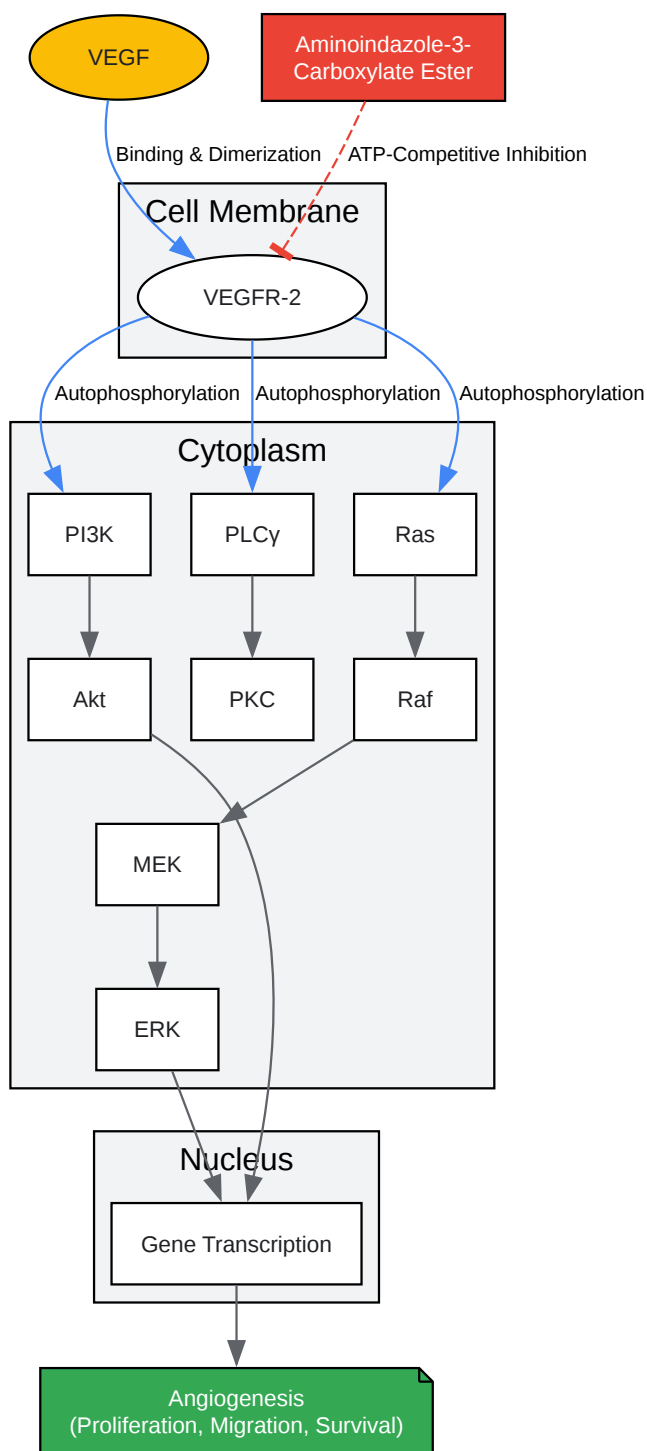 VEGF
Aminoindazole-3-
Carboxylate Ester
Binding & Dimerization
ATP-Competitive Inhibition
Cell Membrane
VEGFR-2
Autophosphorylation
Autophosphorylation
Autophosphorylation
Cytoplasm
PI3K
PLCγ
Ras
Akt
PKC
Raf
MEK
ERK
Nucleus
Gene Transcription
Angiogenesis
(Proliferation, Migration, Survival)